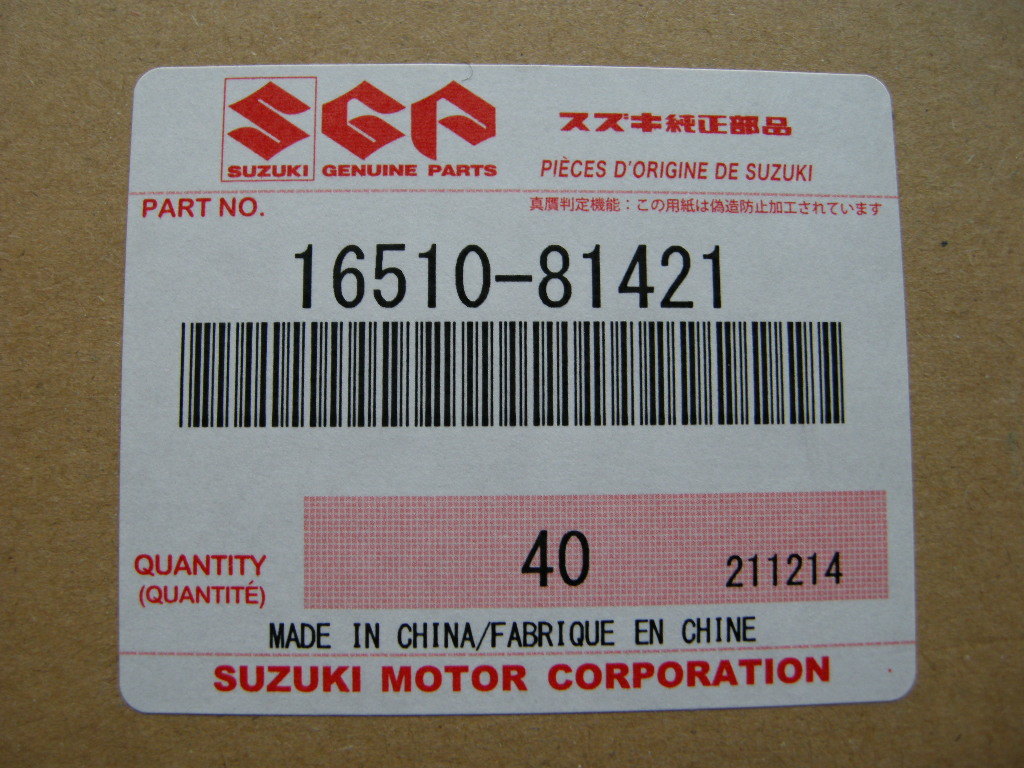 SGP スズキ純正部品
SUZUKI GENUINE PARTS PIÈCES D'ORIGINE DE SUZUKI
PART NO. 真贋判定機能：この用紙は偽造防止加工されています
16510-81421
QUANTITY 40 211214
(QUANTITÉ)
MADE IN CHINA/FABRIQUE EN CHINE
SUZUKI MOTOR CORPORATION